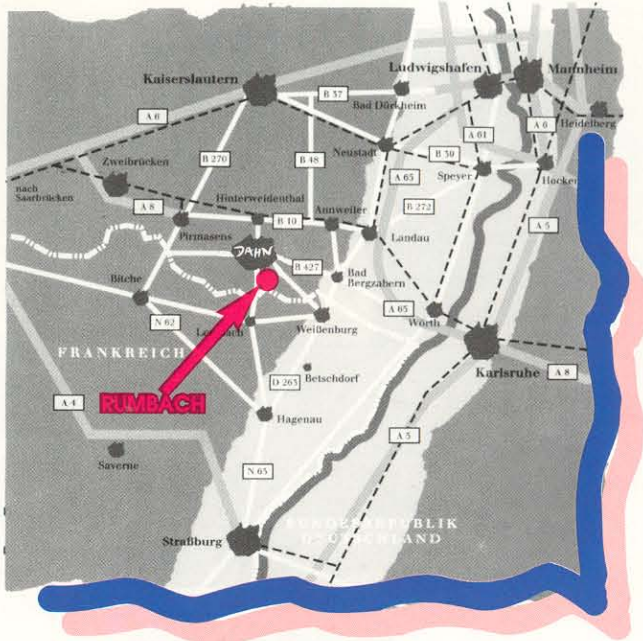 Ludwigshafen
Mannheim
Kaiserslautern
B 37
Bad Dürkheim
A 6
A 61
A 6
Heidelberg
Neustadt
Zweibrücken
B 270
B 48
B 39
nach
Saarbrücken
A 65
Speyer
Hocken
Hinterweidenthal
B 272
A 8
B 10
Annweiler
A 5
Pirmasens
Landau
DAHN
B 427
Bad
Bergzabern
Bitche
A 65
Wörth
N 62
Weißenburg
FRANKREICH
Karlsruhe
A 8
D 263
Betschdorf
RUMBACH
A 4
Hagenau
A 5
Saverne
N 63
BUNDESREPUBLIK
DEUTSCHLAND
Straßburg